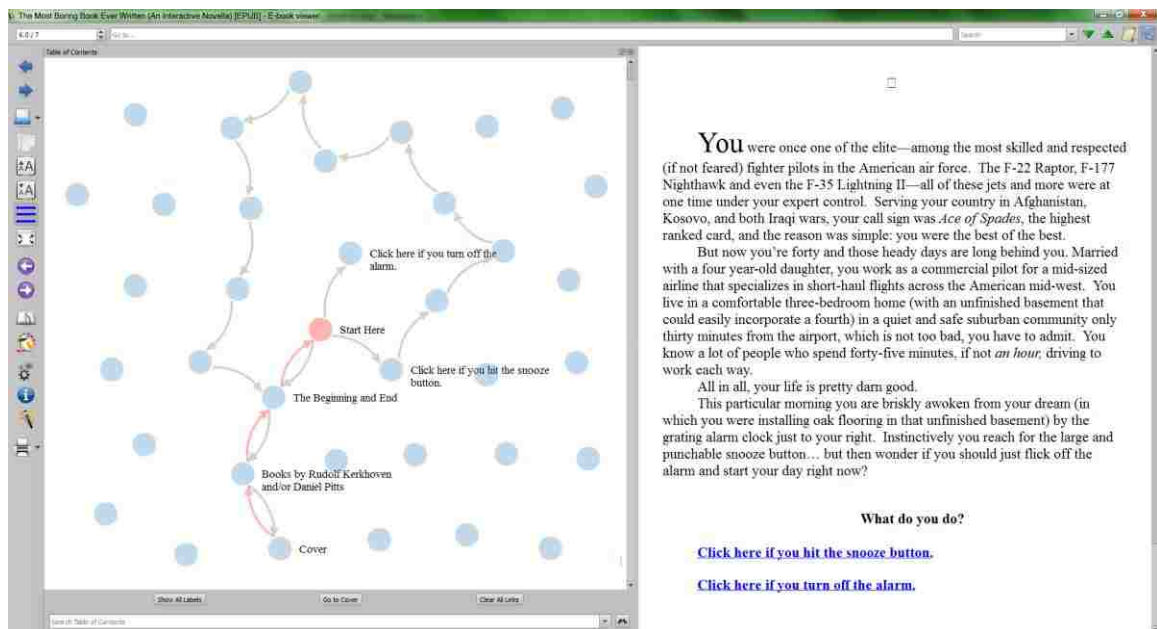 The Most Boring Book Ever Written (An Interactive Novella) [EPUB] - E-book viewer
6.0 / 7
Go to...
Search
Table of Contents
Click here if you turn off the
alarm.
Start Here
Click here if you hit the snooze
button.
The Beginning and End
Books by Rudolf Kerkhoven
and/or Daniel Pitts
Cover
Show All Labels
Go to Cover
Clear All Links
Search Table of Contents
You were once one of the elite—among the most skilled and respected
(if not feared) fighter pilots in the American air force. The F-22 Raptor, F-177
Nighthawk and even the F-35 Lightning II—all of these jets and more were at
one time under your expert control. Serving your country in Afghanistan,
Kosovo, and both Iraqi wars, your call sign was Ace of Spades, the highest
ranked card, and the reason was simple: you were the best of the best.
But now you're forty and those heady days are long behind you. Married
with a four year-old daughter, you work as a commercial pilot for a mid-sized
airline that specializes in short-haul flights across the American mid-west. You
live in a comfortable three-bedroom home (with an unfinished basement that
could easily incorporate a fourth) in a quiet and safe suburban community only
thirty minutes from the airport, which is not too bad, you have to admit. You
know a lot of people who spend forty-five minutes, if not an hour, driving to
work each way.
All in all, your life is pretty darn good.
This particular morning you are briskly awoken from your dream (in
which you were installing oak flooring in that unfinished basement) by the
grating alarm clock just to your right. Instinctively you reach for the large and
punchable snooze button… but then wonder if you should just flick off the
alarm and start your day right now?
What do you do?
Click here if you hit the snooze button.
Click here if you turn off the alarm.